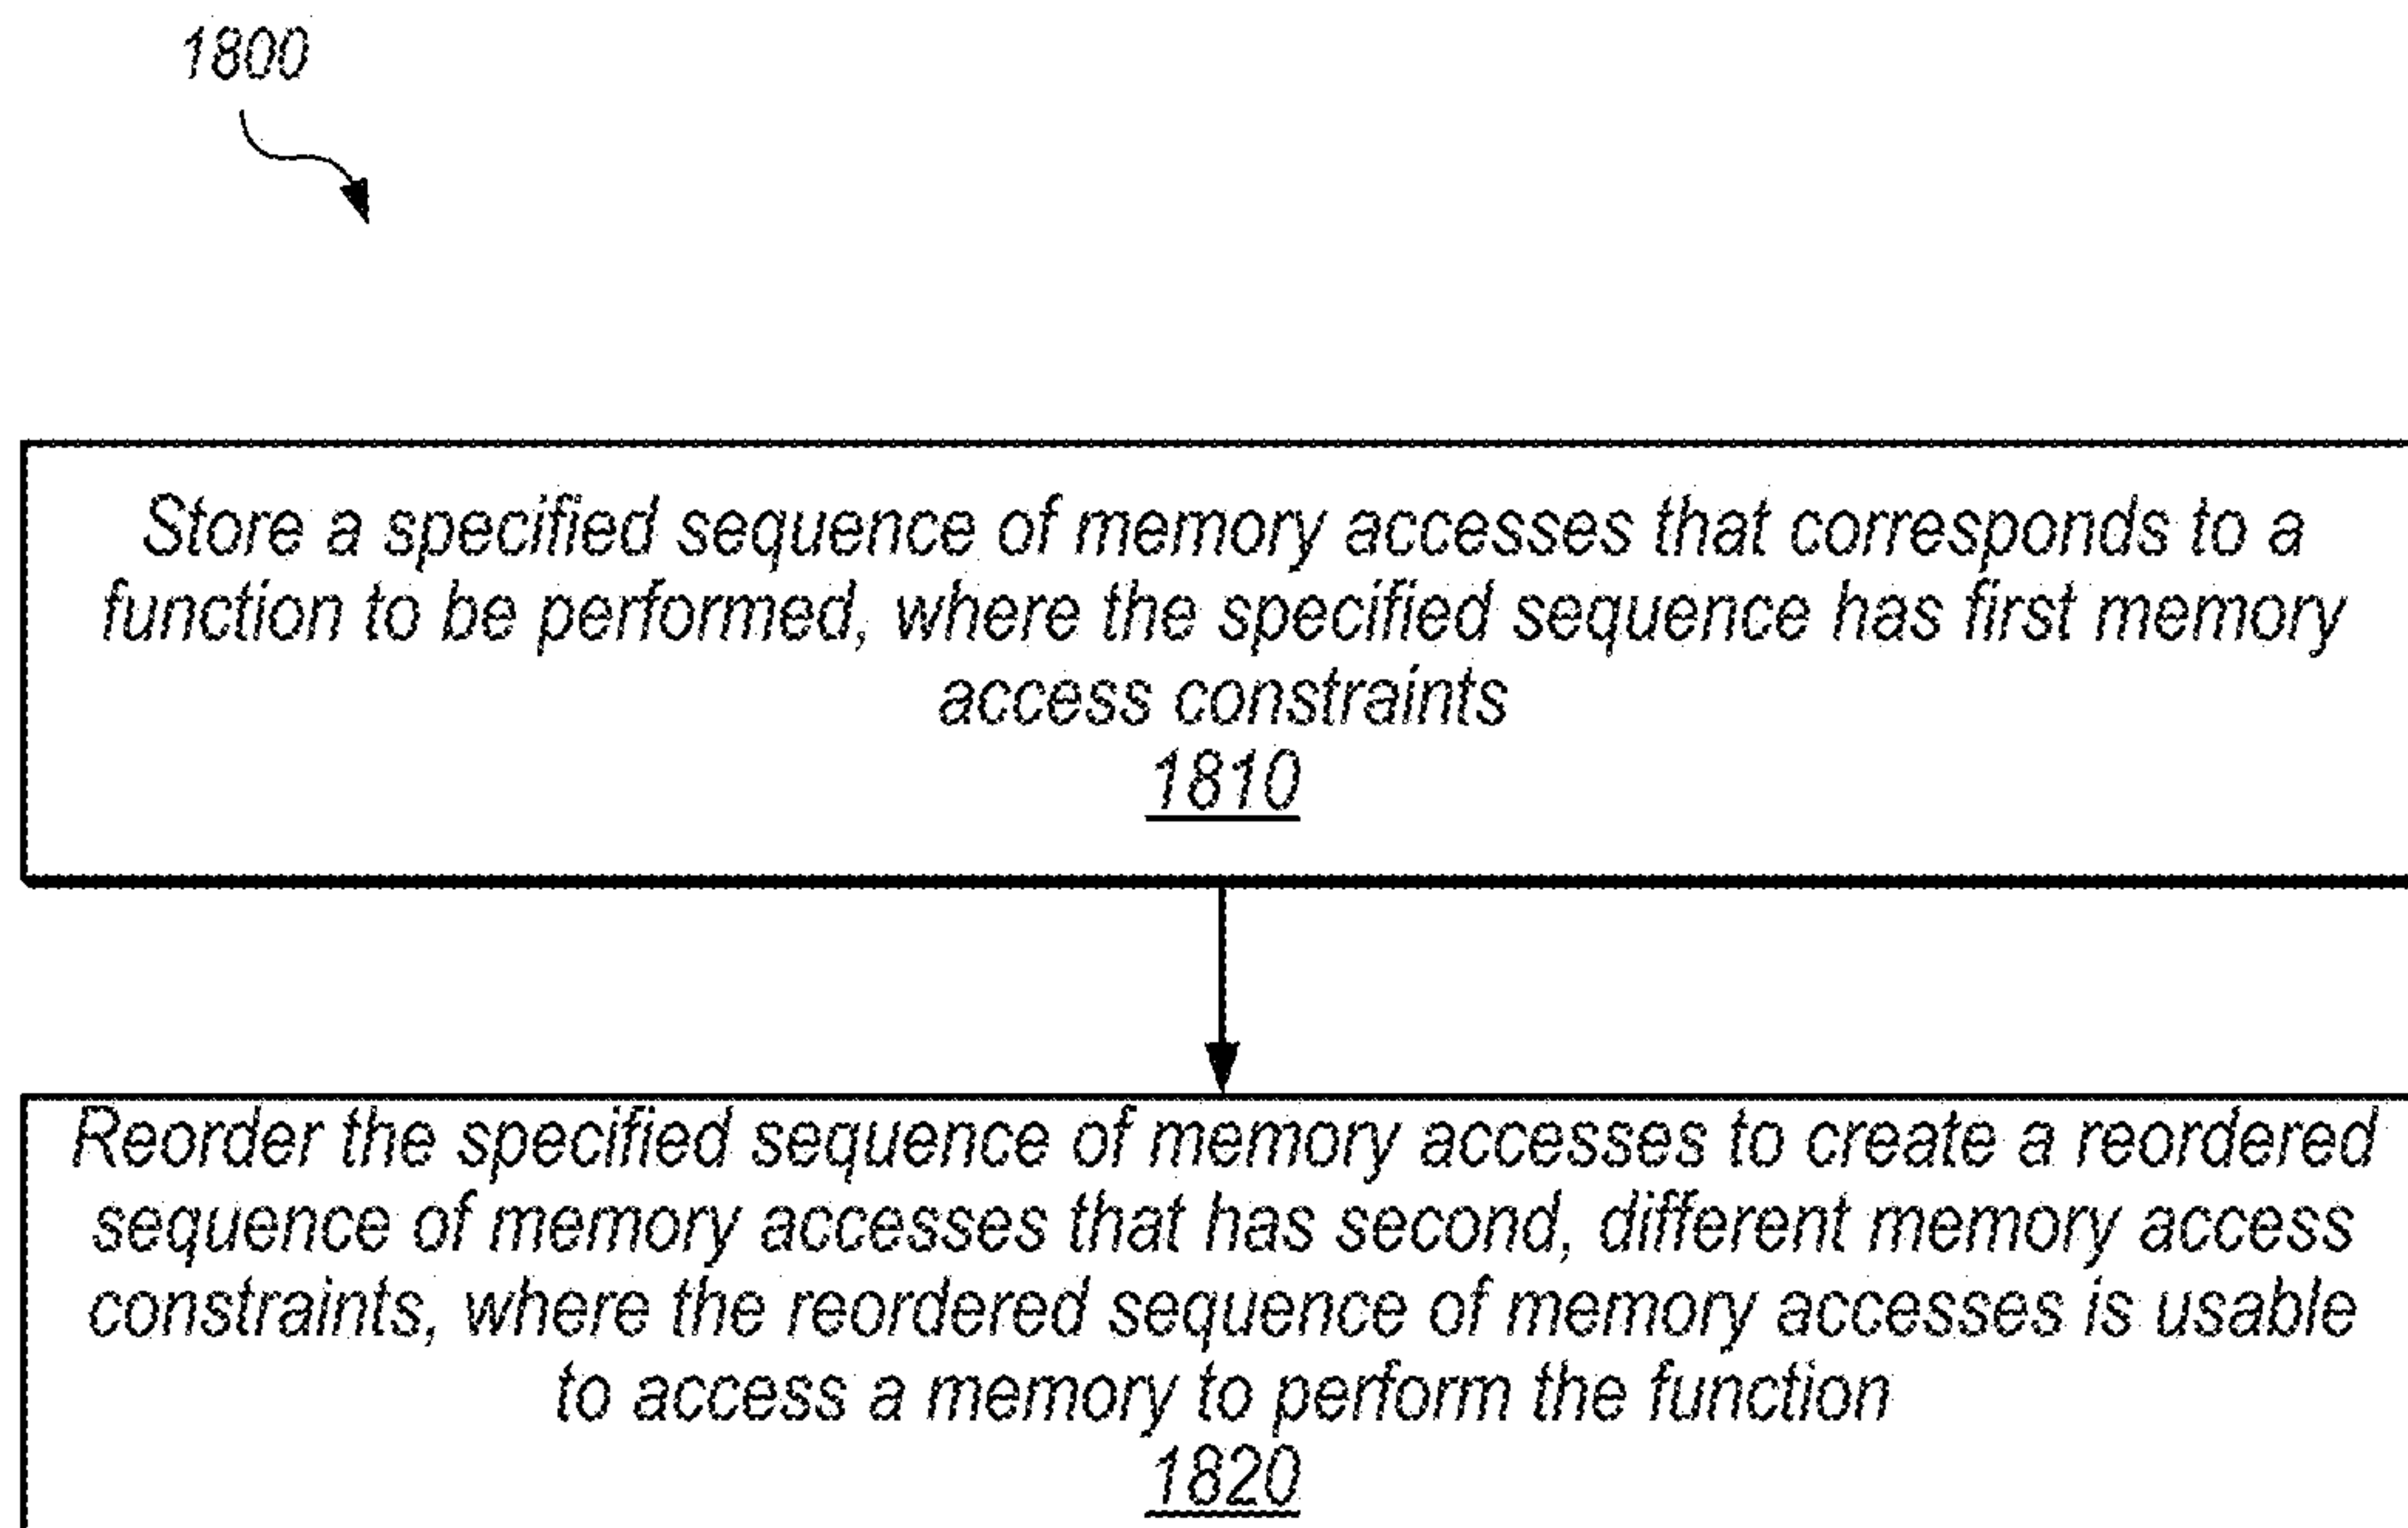 1800
Store a specified sequence of memory accesses that corresponds to a
function to be performed, where the specified sequence has first memory
access constraints
1810
Reorder the specified sequence of memory accesses to create a reordered
sequence of memory accesses that has second, different memory access
constraints, where the reordered sequence of memory accesses is usable
to access a memory to perform the function
1820